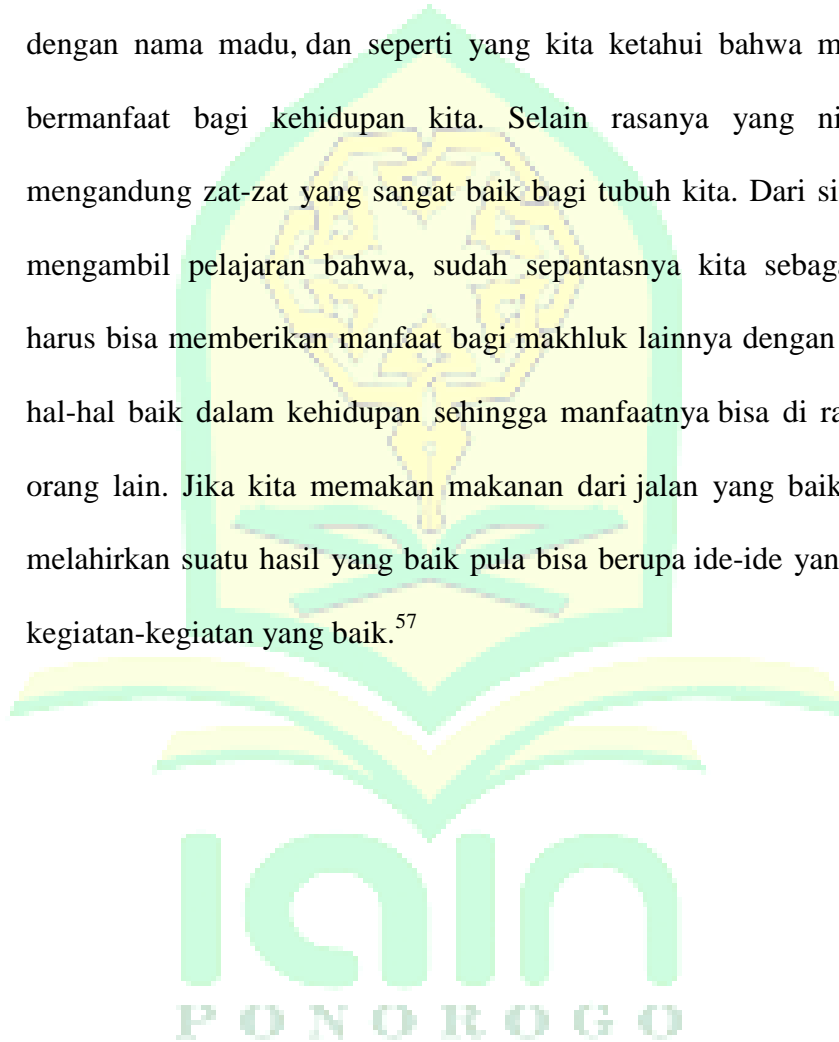 dengan nama madu, dan seperti yang kita ketahui bahwa m
bermanfaat bagi kehidupan kita. Selain rasanya yang ni
mengandung zat-zat yang sangat baik bagi tubuh kita. Dari si
mengambil pelajaran bahwa, sudah sepantasnya kita sebaga
harus bisa memberikan manfaat bagi makhluk lainnya dengan
hal-hal baik dalam kehidupan sehingga manfaatnya bisa di ra
orang lain. Jika kita memakan makanan dari jalan yang baik
melahirkan suatu hasil yang baik pula bisa berupa ide-ide yan
kegiatan-kegiatan yang baik.57
iain
PONOROGO